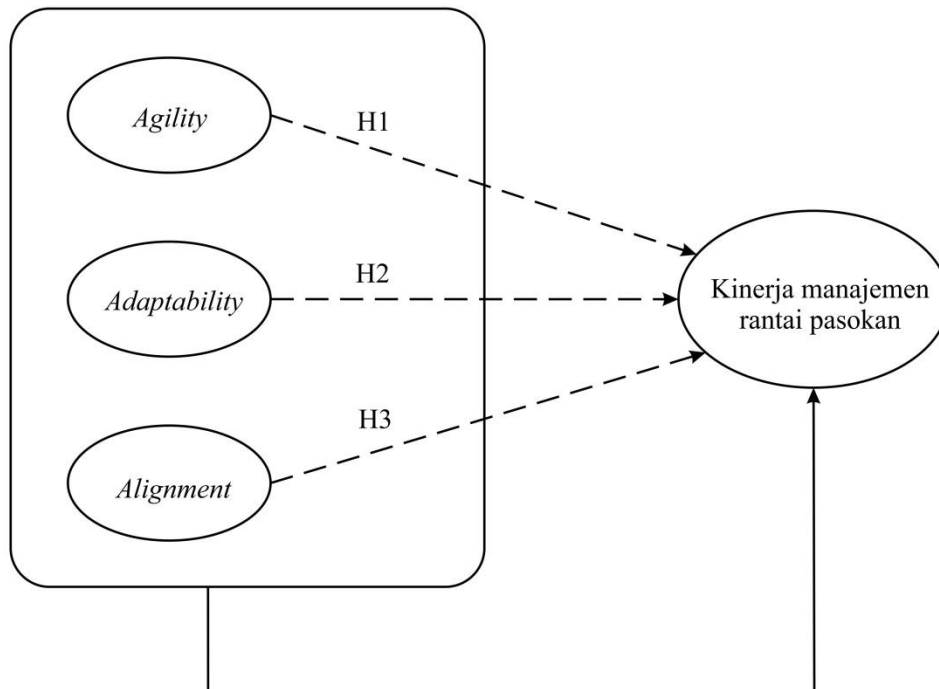 Agility
H1
Adaptability
H2
Kinerja manajemen
rantai pasokan
Alignment
H3